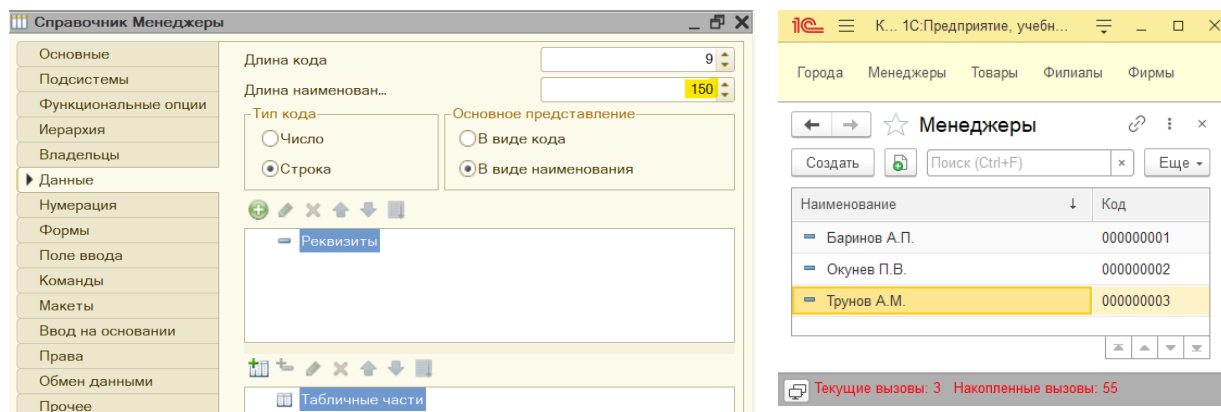 Справочник Менеджеры
Основные
Подсистемы
Функциональные опции
Иерархия
Владельцы
Данные
Нумерация
Формы
Поле ввода
Команды
Макеты
Ввод на основании
Права
Обмен данными
Прочее
Длина кода 9
Длина наименован... 150
Тип кода
Число
Строка
Основное представление
В виде кода
В виде наименования
Реквизиты
Табличные части
1С К... 1С:Предприятие, учебн...
Города Менеджеры Товары Филиалы Фирмы
Менеджеры
Создать Поиск (Ctrl+F) × Еще
Наименование ↓ Код
Баринов А.П. 000000001
Окунев П.В. 000000002
Трунов А.М. 000000003
Текущие вызовы: 3 Накопленные вызовы: 55